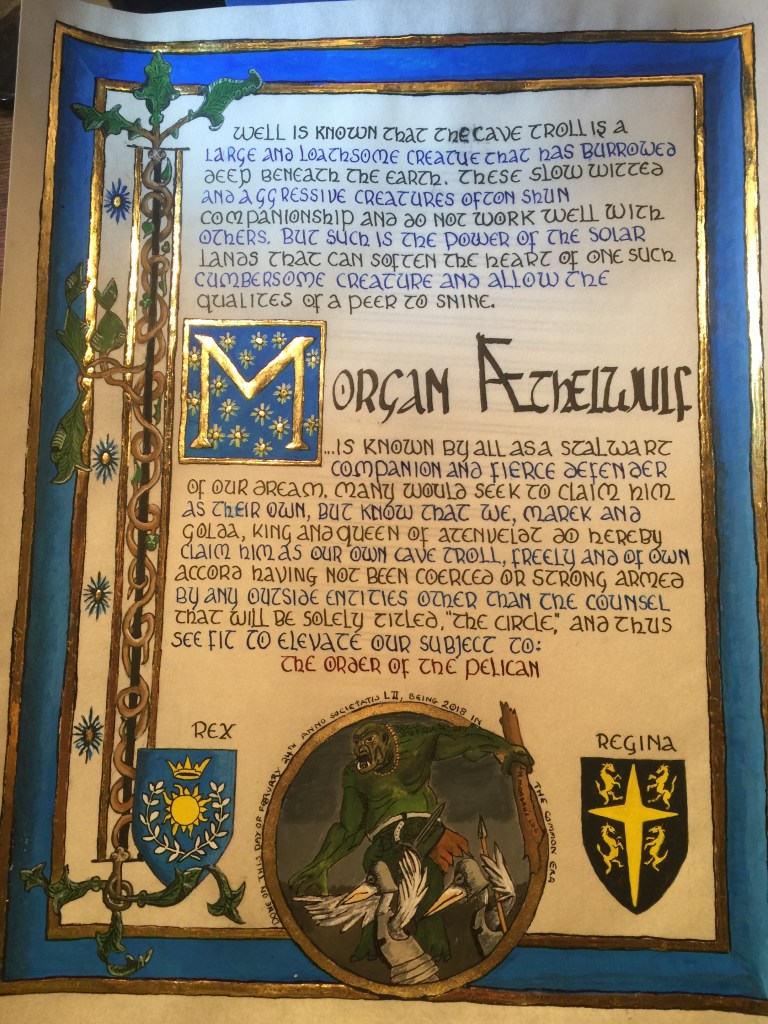 WELL IS KNOWN THAT THE CAVE TROLL IS A
LARGE AND LOATHSOME CREATUE THAT HAS BURROWED
DEEP BENEATH THE EARTH. THESE SLOW WITTED
AND AGGRESSIVE CREATURES OFTON SHUN
COMPANIONSHIP AND DO NOT WORK WELL WITH
OTHERS. BUT SUCH IS THE POWER OF THE SOLAR
LANDS THAT CAN SOFTEN THE HEART OF ONE SUCH
CUMBERSOME CREATURE AND ALLOW THE
QUALITES OF A PEER TO SHINE.
MORGAN ÆTHELWULF
...IS KNOWN BY ALL AS A STALWART
COMPANION AND FIERCE DEFENDER
OF OUR DREAM. MANY WOULD SEEK TO CLAIM HIM
AS THEIR OWN, BUT KNOW THAT WE, MAREK AND
GOLDA, KING AND QUEEN OF ATENVELDT DO HEREBY
CLAIM HIM AS OUR OWN CAVE TROLL, FREELY AND OF OWN
ACCORD HAVING NOT BEEN COERCED OR STRONG ARMED
BY ANY OUTSIDE ENTITIES OTHER THAN THE COUNSEL
THAT WILL BE SOLELY TITLED, "THE CIRCLE," AND THUS
SEE FIT TO ELEVATE OUR SUBJECT TO:
THE ORDER OF THE PELICAN
REX
REGINA
DONE ON THIS DAY OF FEBRUARY 24TH ANNO SOCIETATIS LII, BEING 2018 IN
THE COMMON ERA